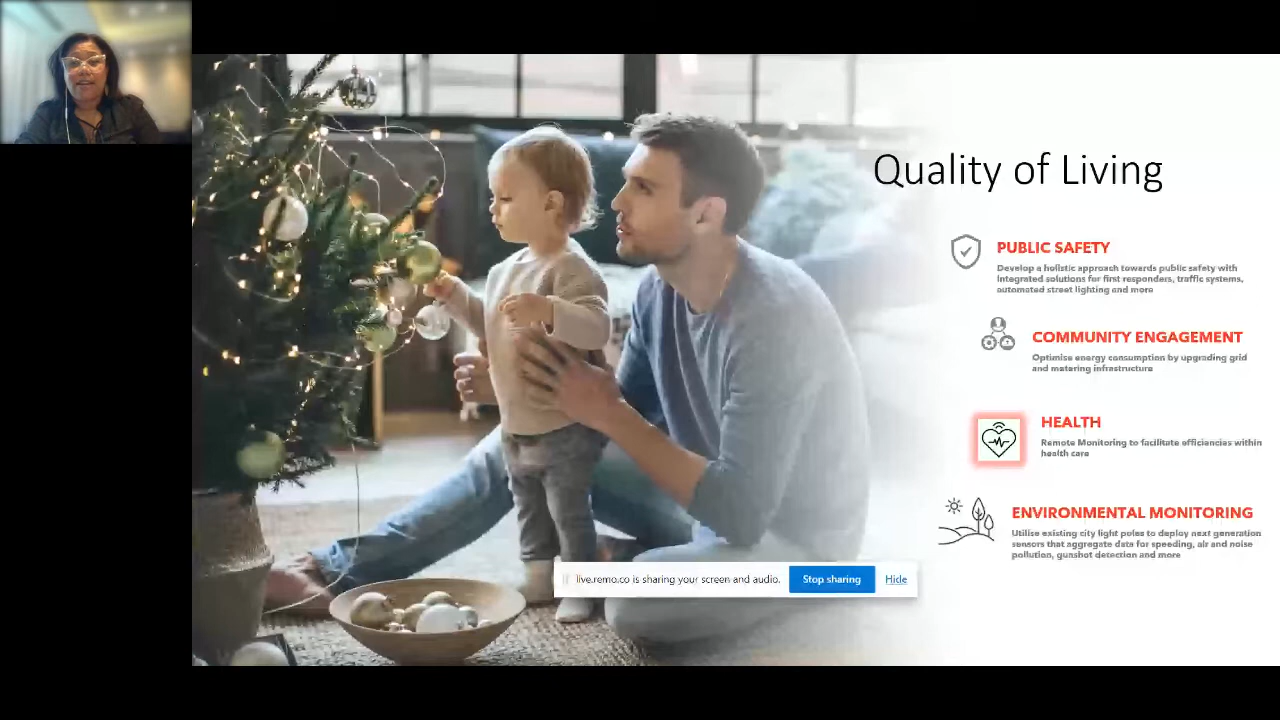 Quality of Living
PUBLIC SAFETY
Develop a holistic approach towards public safety with
integrated solutions for first responders, traffic systems,
automated street lighting and more
COMMUNITY ENGAGEMENT
Optimise energy consumption by upgrading grid
and metering infrastructure
HEALTH
Remote Monitoring to facilitate efficiencies within
health care
ENVIRONMENTAL MONITORING
Utilise existing city light poles to deploy next generation
sensors that aggregate data for speeding, air and noise
pollution, gunshot detection and more
live.remo.co is sharing your screen and audio.
Stop sharing
Hide